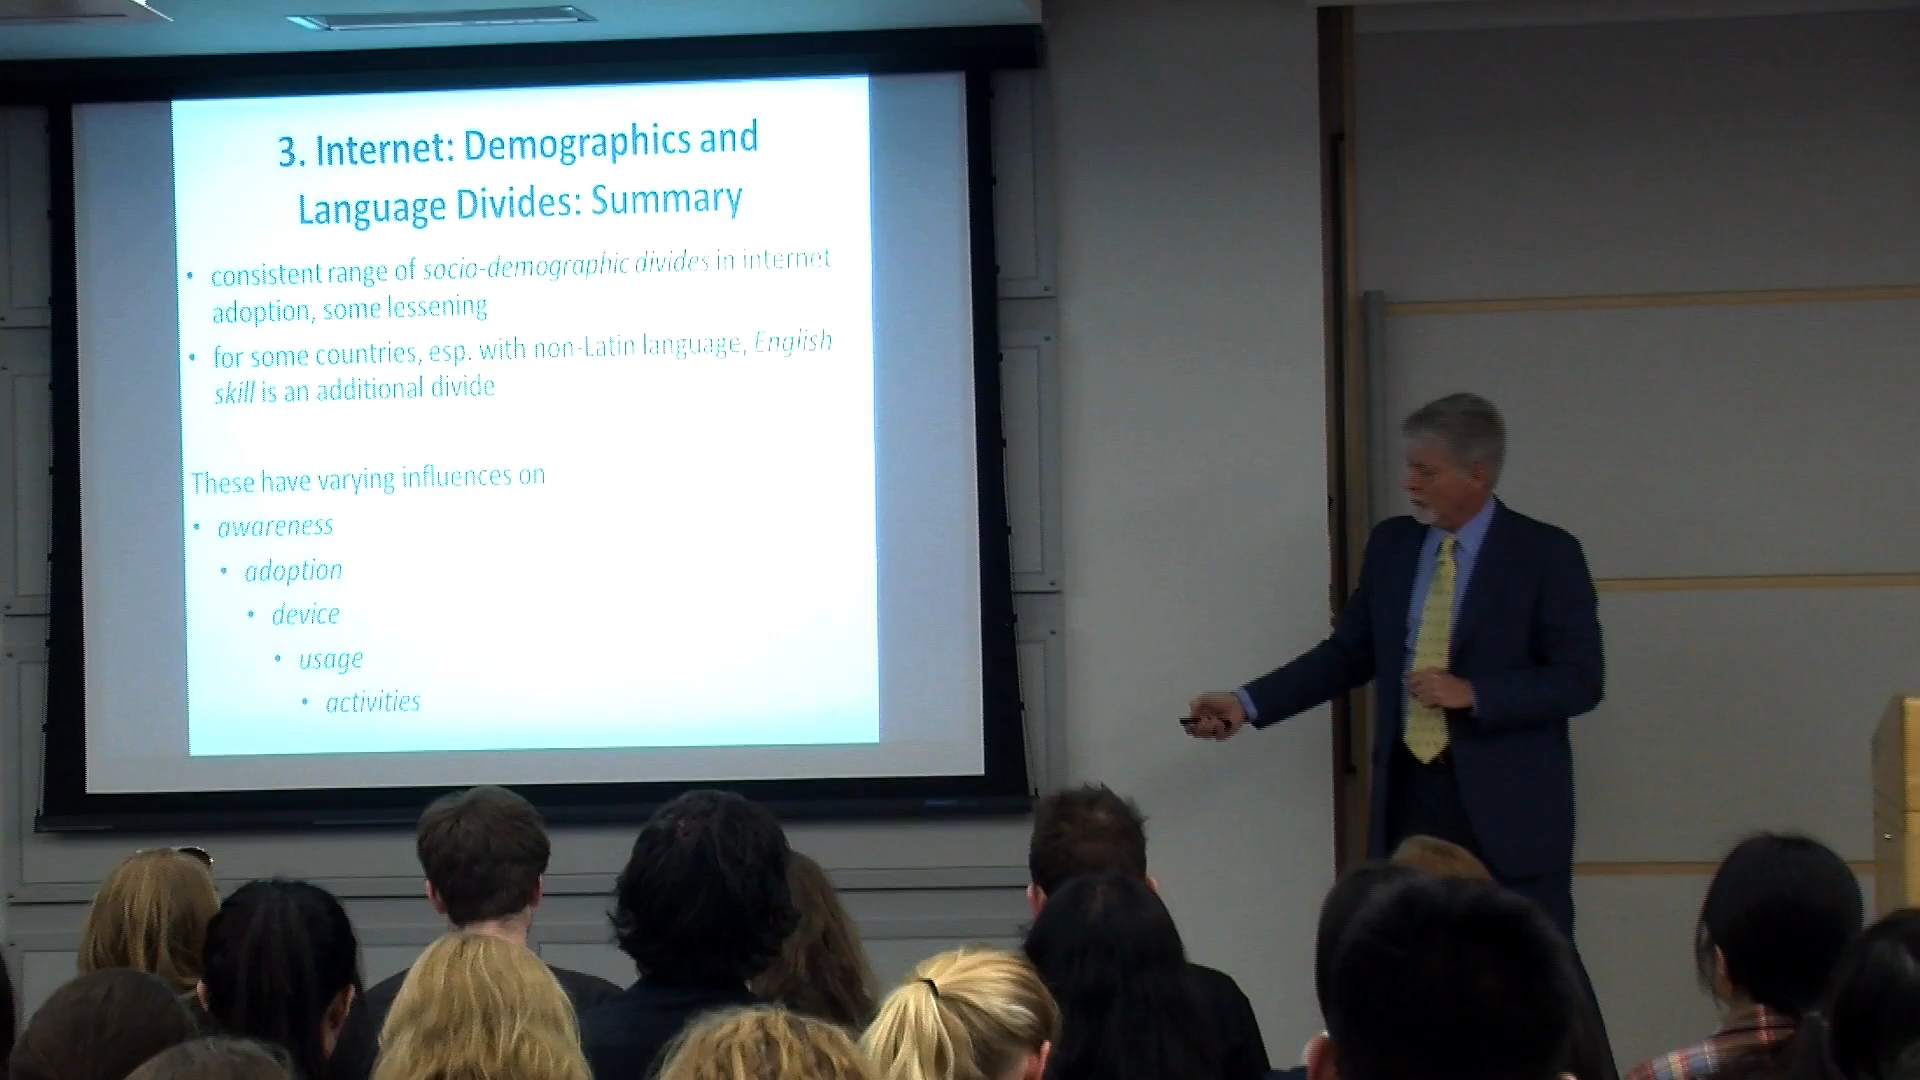 3. Internet: Demographics and
Language Divides: Summary
• consistent range of socio-demographic divides in internet
adoption, some lessening
• for some countries, esp. with non-Latin language, English
skill is an additional divide
These have varying influences on
• awareness
• adoption
• device
• usage
• activities